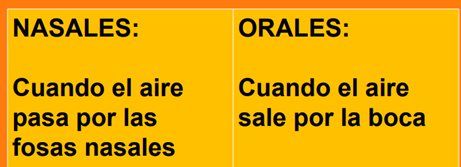 NASALES:
Cuando el aire
pasa por las
fosas nasales
ORALES:
Cuando el aire
sale por la boca